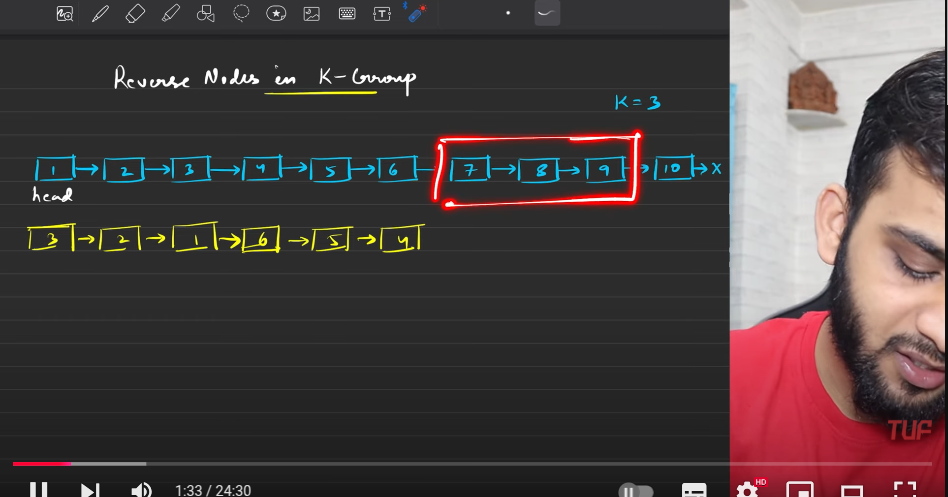 Reverse Nodes in K-Group
K = 3
1 → 2 → 3 → 4 → 5 → 6 → 7 → 8 → 9 → 10 → X
head
3 → 2 → 1 → 6 → 5 → 4
TUF
1:33 / 24:30
HD